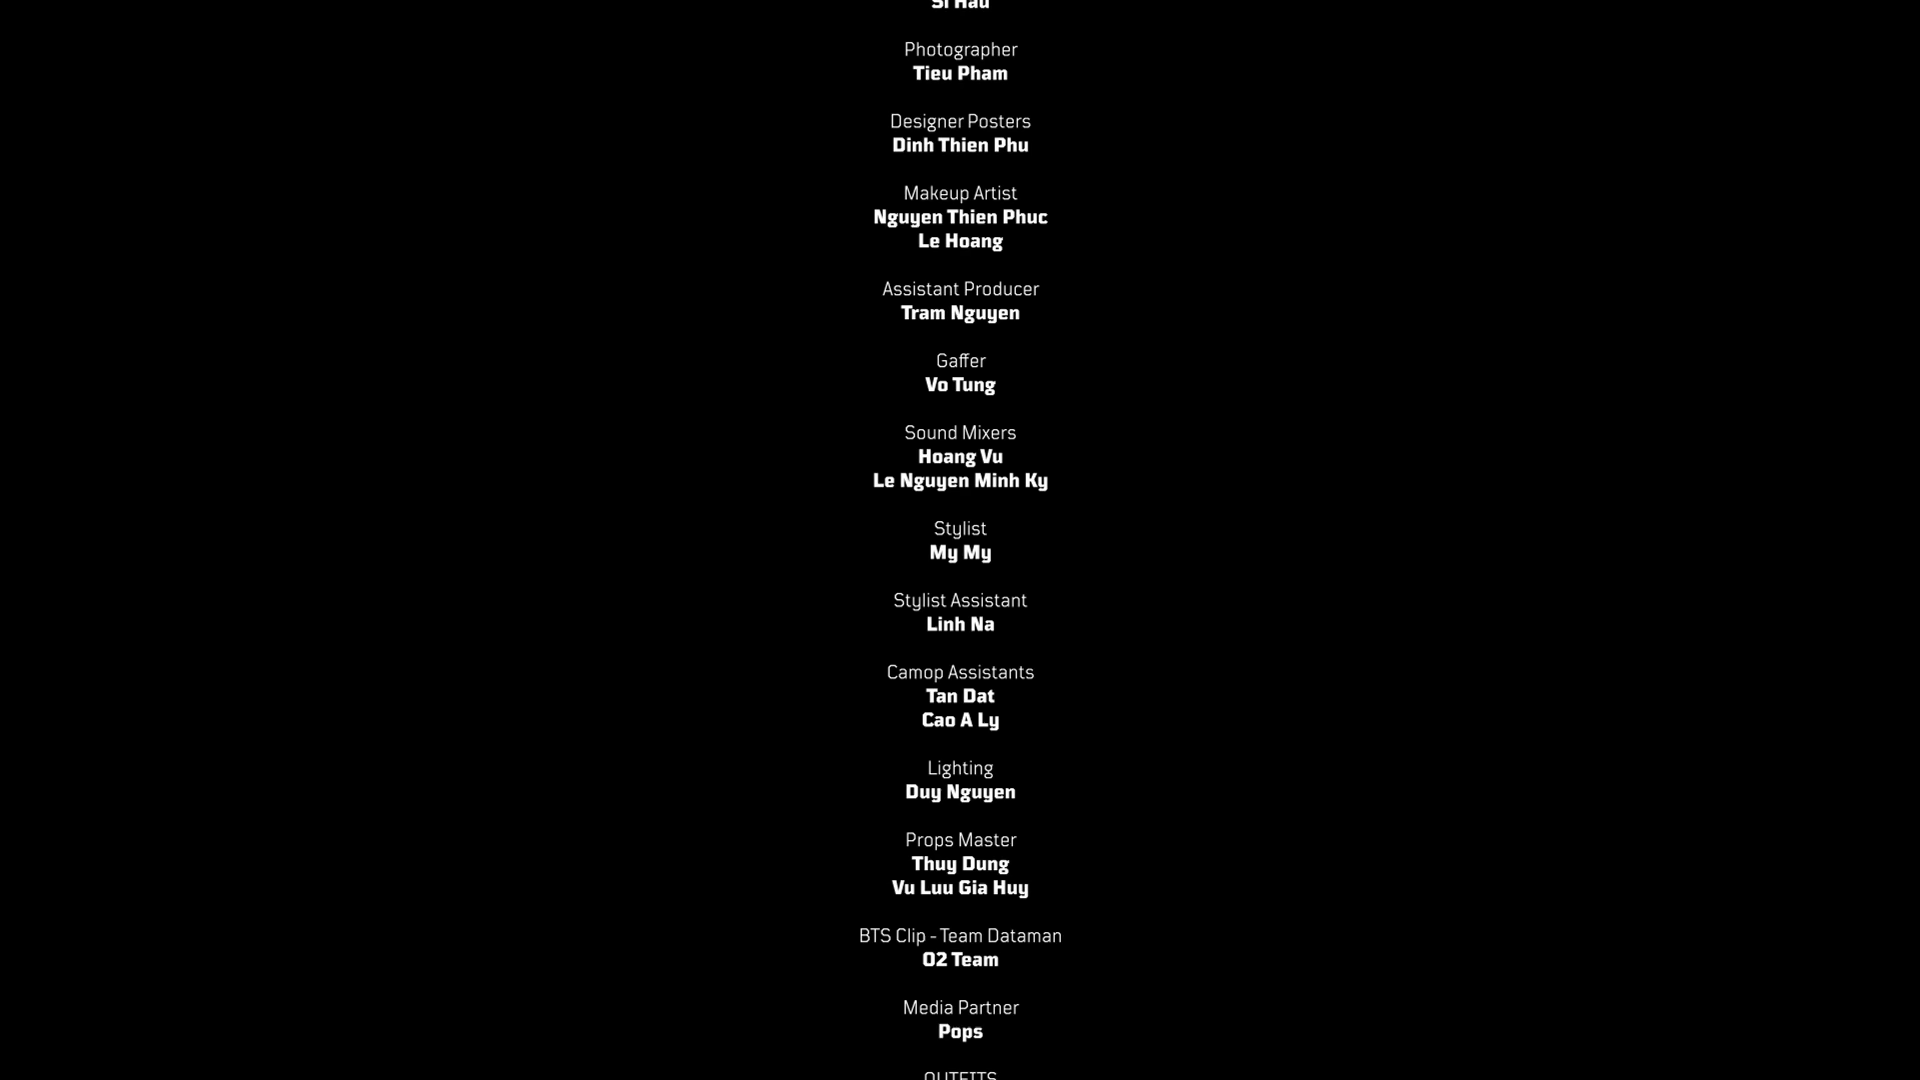 Si Hau
Photographer
Tieu Pham
Designer Posters
Dinh Thien Phu
Makeup Artist
Nguyen Thien Phuc
Le Hoang
Assistant Producer
Tram Nguyen
Gaffer
Vo Tung
Sound Mixers
Hoang Vu
Le Nguyen Minh Ky
Stylist
My My
Stylist Assistant
Linh Na
Camop Assistants
Tan Dat
Cao A Ly
Lighting
Duy Nguyen
Props Master
Thuy Dung
Vu Luu Gia Huy
BTS Clip - Team Dataman
O2 Team
Media Partner
Pops
OUTFITS